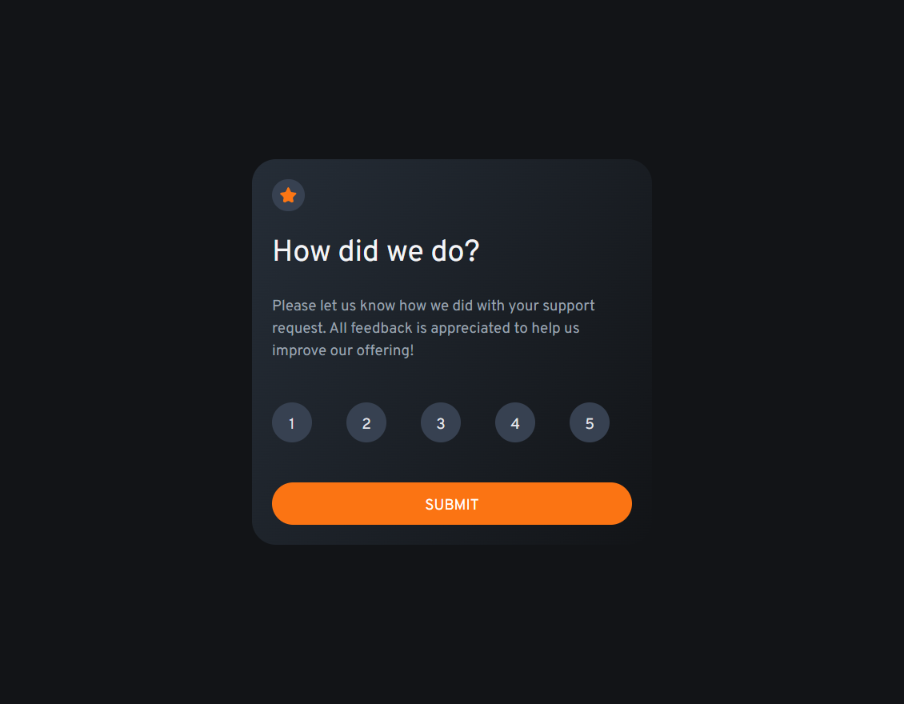 How did we do?
Please let us know how we did with your support
request. All feedback is appreciated to help us
improve our offering!
1 2 3 4 5
SUBMIT